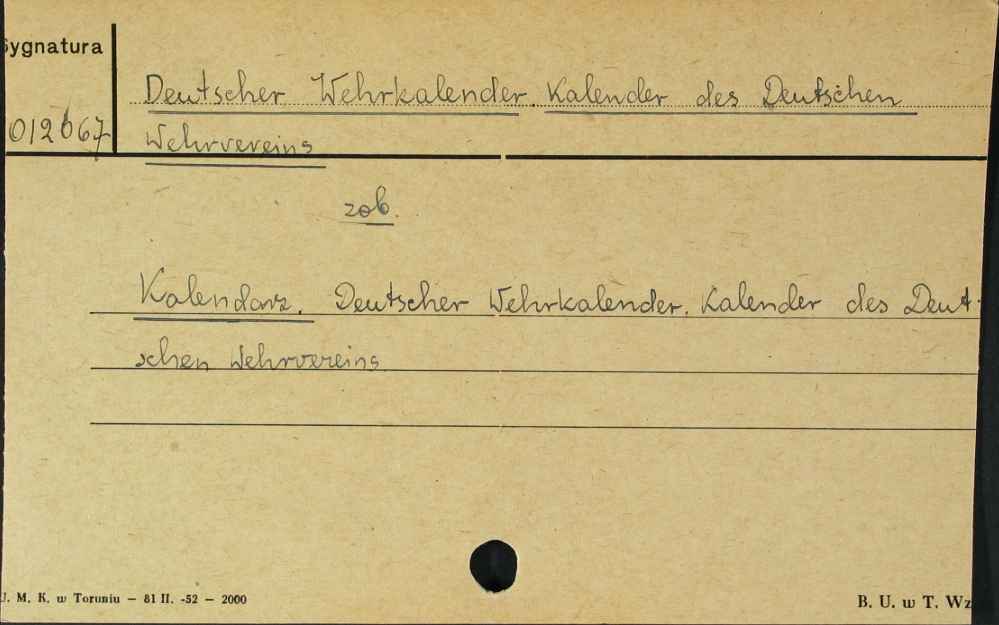 Sygnatura
Deutscher Wehrkalender. Kalender des Deutschen
012667
Wehrvereins
zob.
Kalendarz. Deutscher Wehrkalender. Kalender des Deut-
schen Wehrvereins
U. M. K. w Toruniu — 81 II. -52 — 2000
B. U. w T. Wz